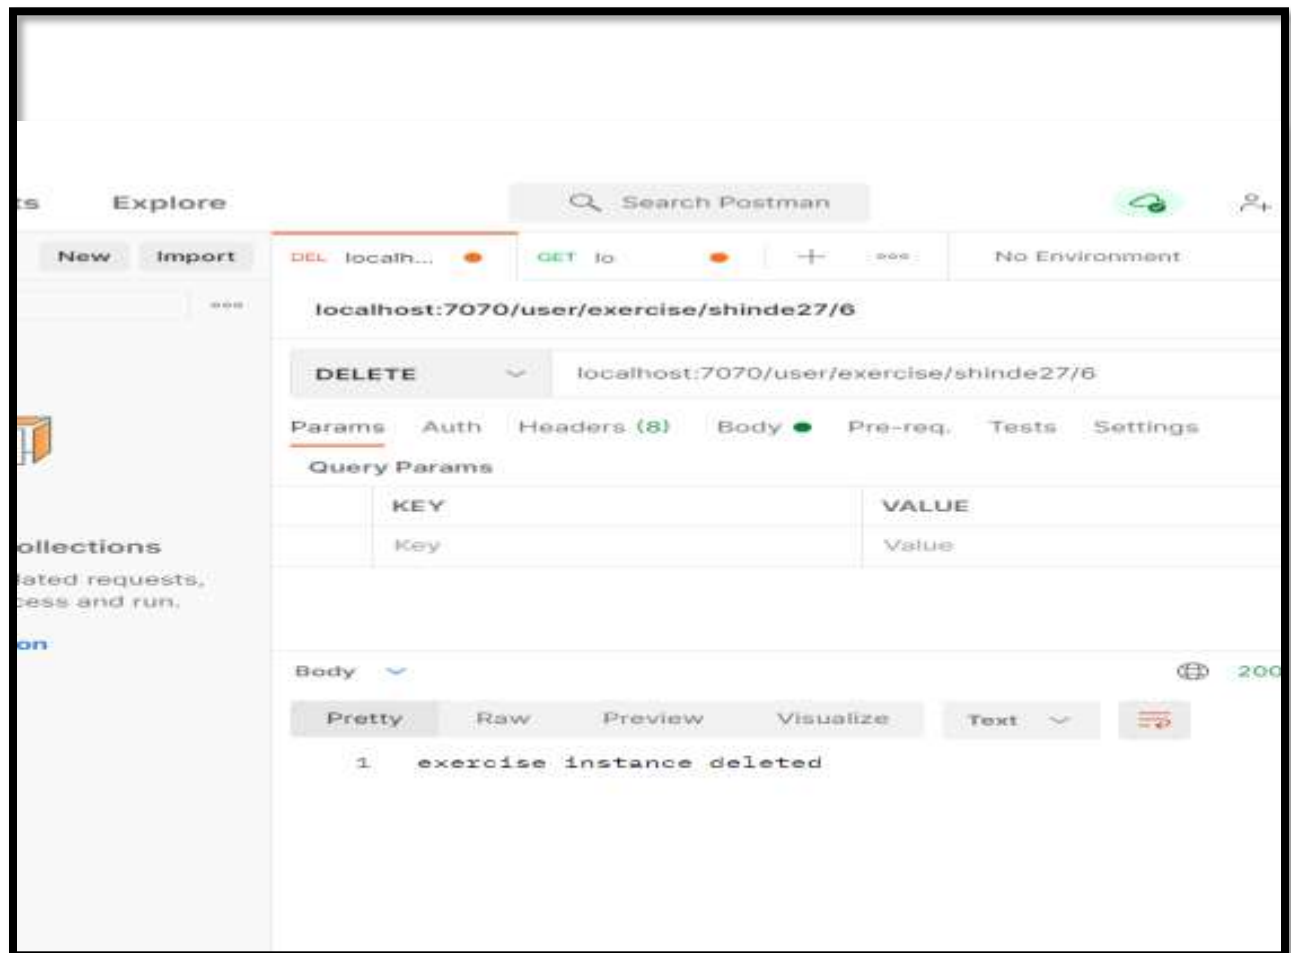 ts Explore Search Postman
New Import DEL localh... GET lo No Environment
localhost:7070/user/exercise/shinde27/6
DELETE localhost:7070/user/exercise/shinde27/6
Params Auth Headers (8) Body Pre-req. Tests Settings
Query Params
KEY VALUE
Key Value
ollections
lated requests,
cess and run.
on
Body 200
Pretty Raw Preview Visualize Text
1 exercise instance deleted